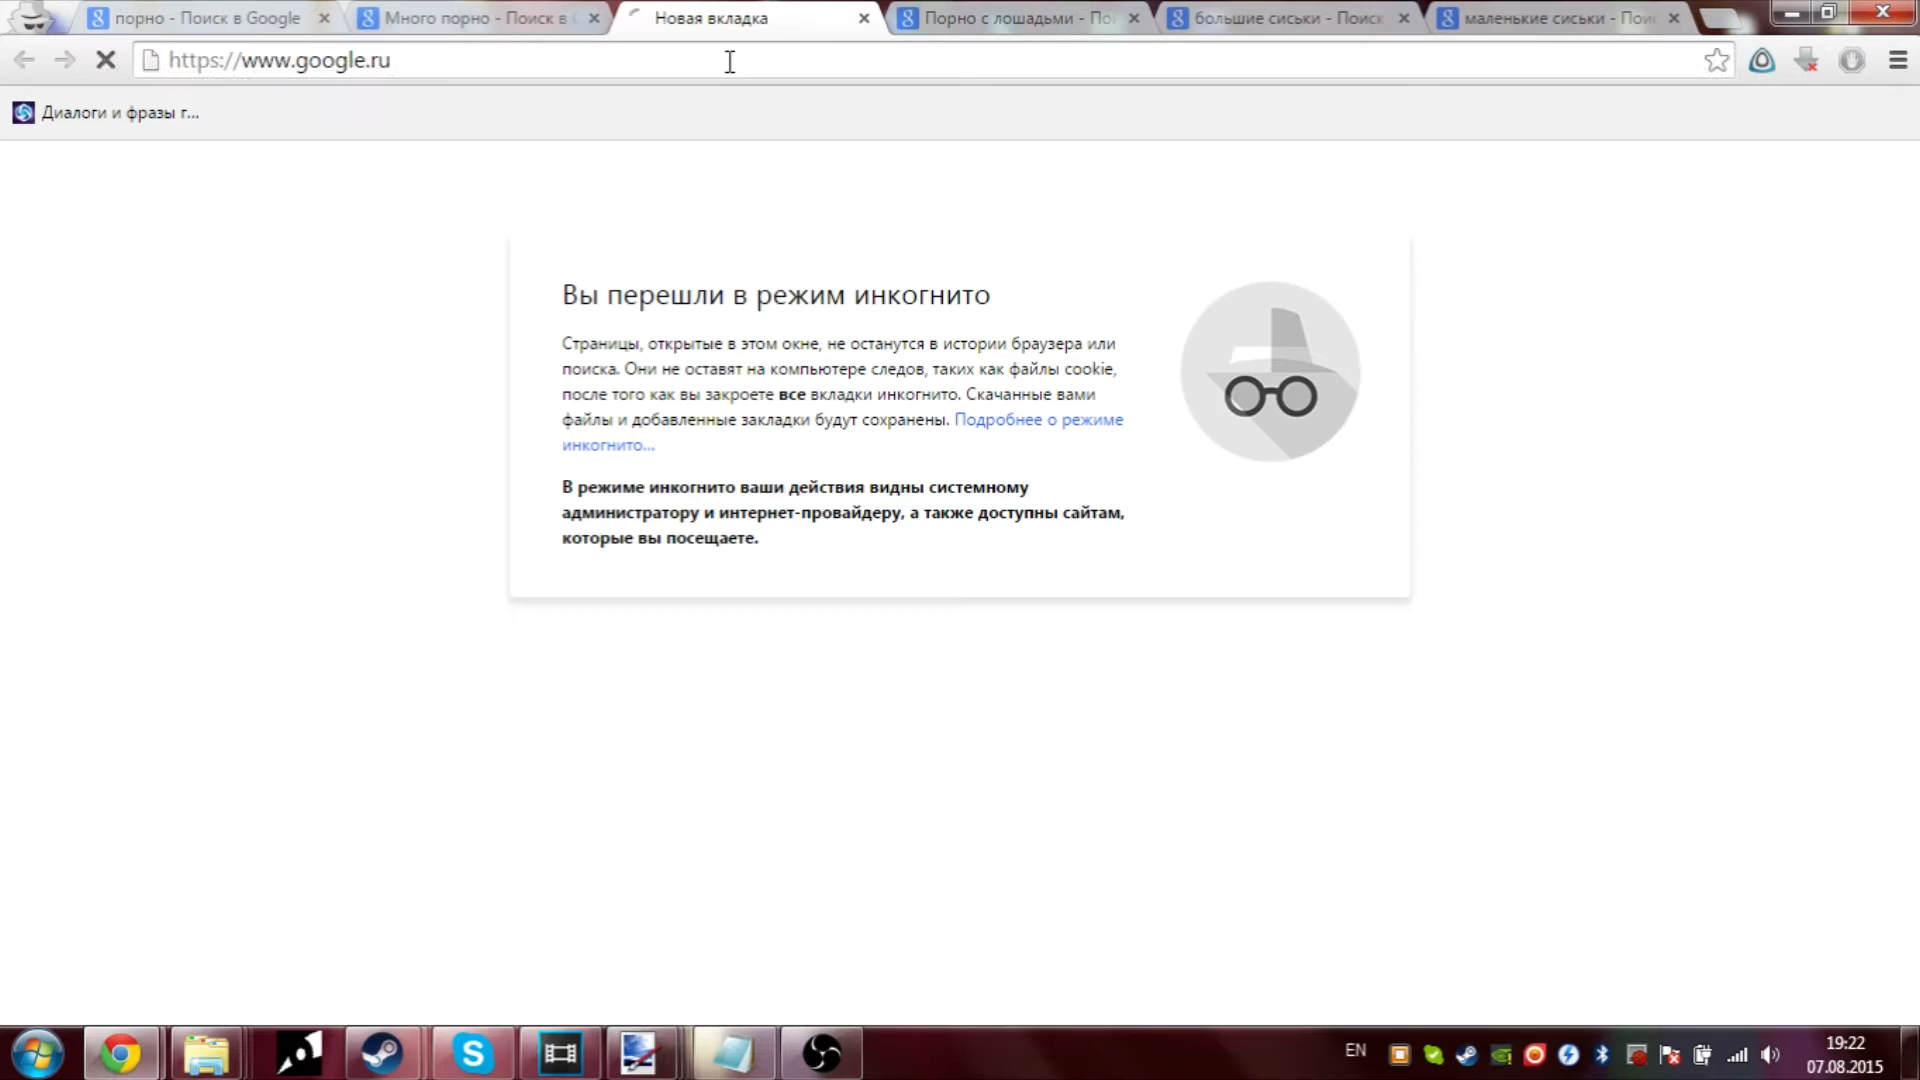 порно - Поиск в Google
Много порно - Поиск в
Новая вкладка
Порно с лошадьми -
большие сиськи - Поиск
маленькие сиськи -
https://www.google.ru
Диалоги и фразы г...
Вы перешли в режим инкогнито
Страницы, открытые в этом окне, не останутся в истории браузера или
поиска. Они не оставят на компьютере следов, таких как файлы cookie,
после того как вы закроете все вкладки инкогнито. Скачанные вами
файлы и добавленные закладки будут сохранены. Подробнее о режиме
инкогнито...
В режиме инкогнито ваши действия видны системному
администратору и интернет-провайдеру, а также доступны сайтам,
которые вы посещаете.
EN
19:22
07.08.2015